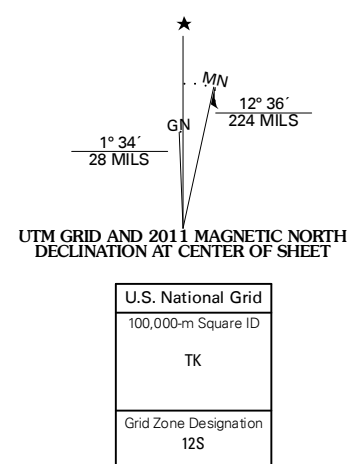 ★
MN
GN
12° 36´
224 MILS
1° 34´
28 MILS
UTM GRID AND 2011 MAGNETIC NORTH
DECLINATION AT CENTER OF SHEET
U.S. National Grid
100,000-m Square ID
TK
Grid Zone Designation
12S